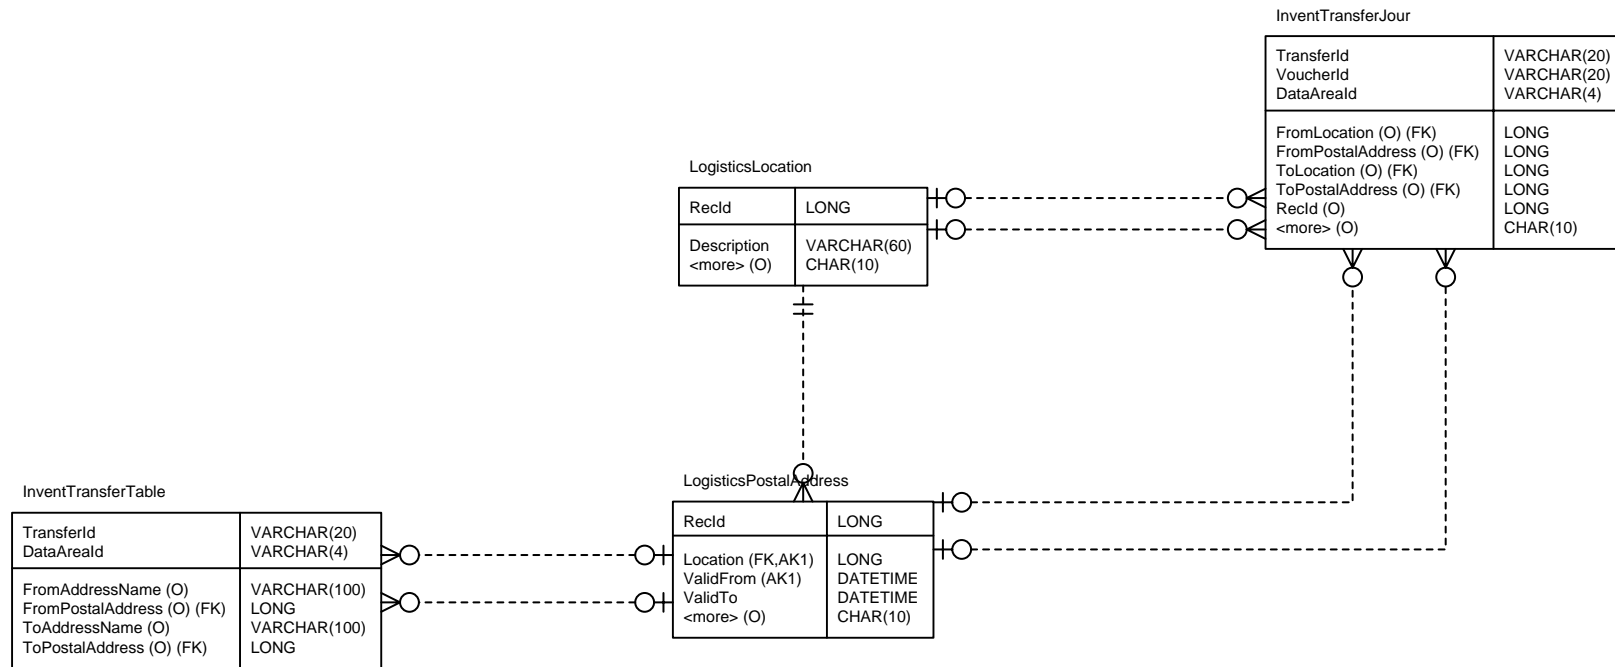 InventTransferJour
TransferId VARCHAR(20)
VoucherId VARCHAR(20)
DataAreaId VARCHAR(4)
FromLocation (O) (FK) LONG
FromPostalAddress (O) (FK) LONG
ToLocation (O) (FK) LONG
ToPostalAddress (O) (FK) LONG
RecId (O) LONG
<more> (O) CHAR(10)
LogisticsLocation
RecId LONG
Description VARCHAR(60)
<more> (O) CHAR(10)
LogisticsPostalAddress
RecId LONG
Location (FK,AK1) LONG
ValidFrom (AK1) DATETIME
ValidTo DATETIME
<more> (O) CHAR(10)
InventTransferTable
TransferId VARCHAR(20)
DataAreaId VARCHAR(4)
FromAddressName (O) VARCHAR(100)
FromPostalAddress (O) (FK) LONG
ToAddressName (O) VARCHAR(100)
ToPostalAddress (O) (FK) LONG